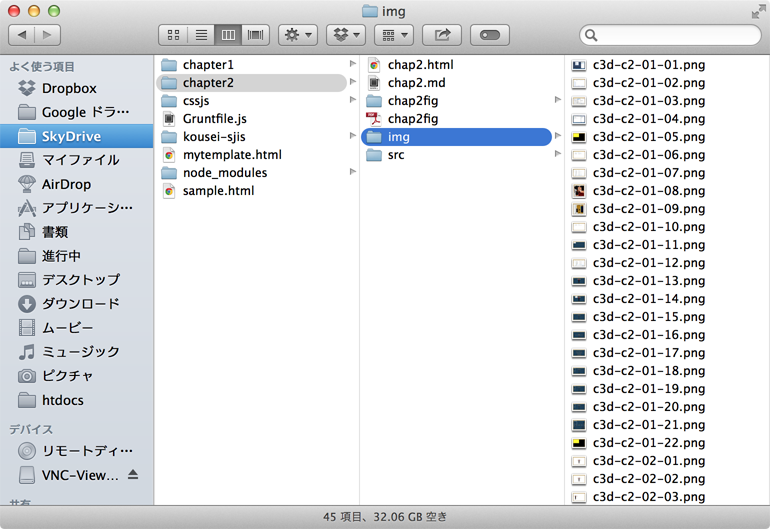 img
よく使う項目
Dropbox
Google ドラ…
SkyDrive
マイファイル
AirDrop
アプリケーシ…
書類
進行中
デスクトップ
ダウンロード
ムービー
ミュージック
ピクチャ
htdocs
デバイス
リモートディ…
VNC-View…
共有
chapter1
chapter2
cssjs
Gruntfile.js
kousei-sjis
mytemplate.html
node_modules
sample.html
chap2.html
chap2.md
chap2fig
chap2fig
img
src
c3d-c2-01-01.png
c3d-c2-01-02.png
c3d-c2-01-03.png
c3d-c2-01-04.png
c3d-c2-01-05.png
c3d-c2-01-06.png
c3d-c2-01-07.png
c3d-c2-01-08.png
c3d-c2-01-09.png
c3d-c2-01-10.png
c3d-c2-01-11.png
c3d-c2-01-12.png
c3d-c2-01-13.png
c3d-c2-01-14.png
c3d-c2-01-15.png
c3d-c2-01-16.png
c3d-c2-01-17.png
c3d-c2-01-18.png
c3d-c2-01-19.png
c3d-c2-01-20.png
c3d-c2-01-21.png
c3d-c2-01-22.png
c3d-c2-02-01.png
c3d-c2-02-02.png
c3d-c2-02-03.png
45 項目、32.06 GB 空き